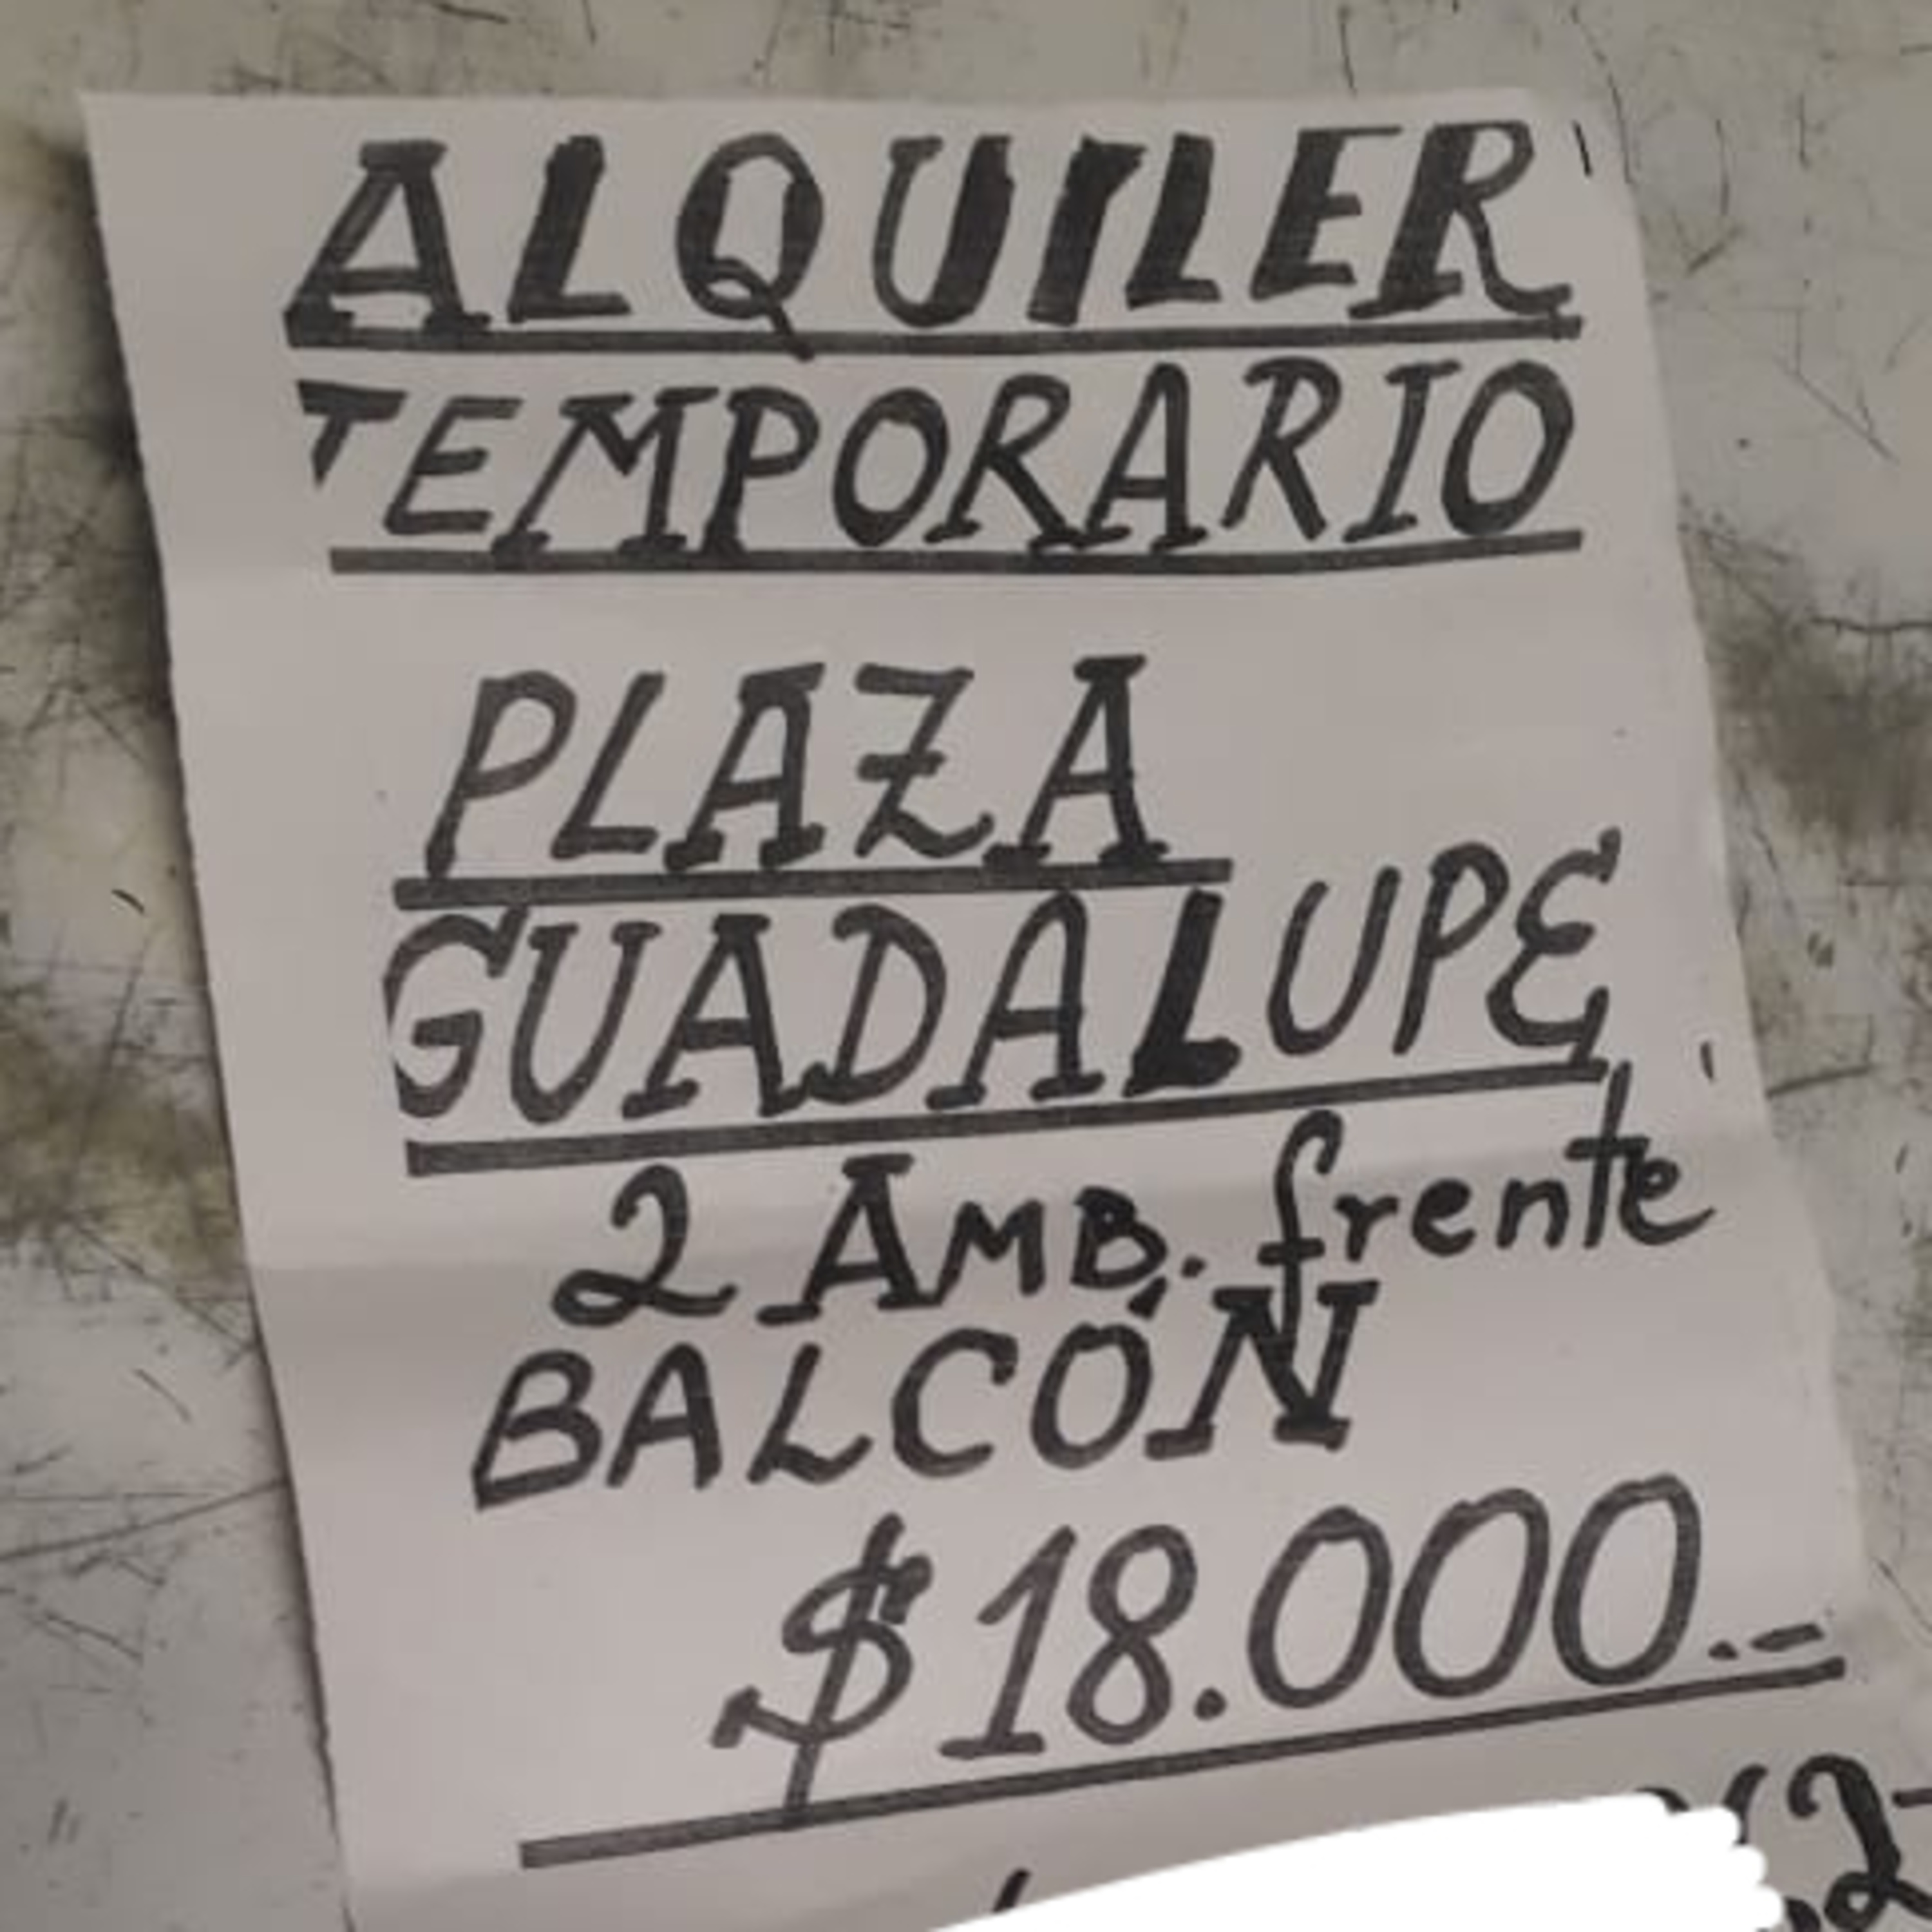 ALQUILER
TEMPORARIO
PLAZA
GUADALUPE
2 AMB. frente
BALCÓN
$18.000.=